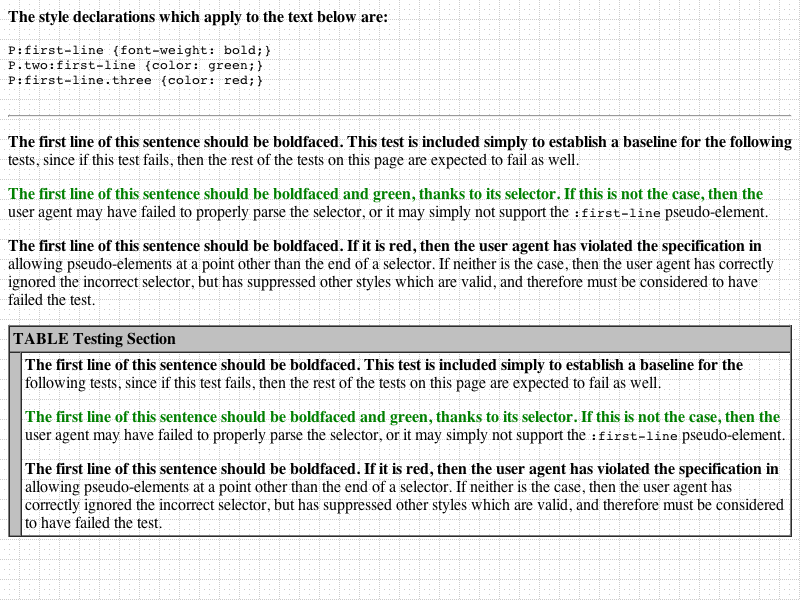 The style declarations which apply to the text below are:
P:first-line {font-weight: bold;}
P.two:first-line {color: green;}
P:first-line.three {color: red;}
The first line of this sentence should be boldfaced. This test is included simply to establish a baseline for the following
tests, since if this test fails, then the rest of the tests on this page are expected to fail as well.
The first line of this sentence should be boldfaced and green, thanks to its selector. If this is not the case, then the
user agent may have failed to properly parse the selector, or it may simply not support the :first-line pseudo-element.
The first line of this sentence should be boldfaced. If it is red, then the user agent has violated the specification in
allowing pseudo-elements at a point other than the end of a selector. If neither is the case, then the user agent has correctly
ignored the incorrect selector, but has suppressed other styles which are valid, and therefore must be considered to have
failed the test.
TABLE Testing Section
The first line of this sentence should be boldfaced. This test is included simply to establish a baseline for the
following tests, since if this test fails, then the rest of the tests on this page are expected to fail as well.
The first line of this sentence should be boldfaced and green, thanks to its selector. If this is not the case, then the
user agent may have failed to properly parse the selector, or it may simply not support the :first-line pseudo-element.
The first line of this sentence should be boldfaced. If it is red, then the user agent has violated the specification in
allowing pseudo-elements at a point other than the end of a selector. If neither is the case, then the user agent has
correctly ignored the incorrect selector, but has suppressed other styles which are valid, and therefore must be considered
to have failed the test.